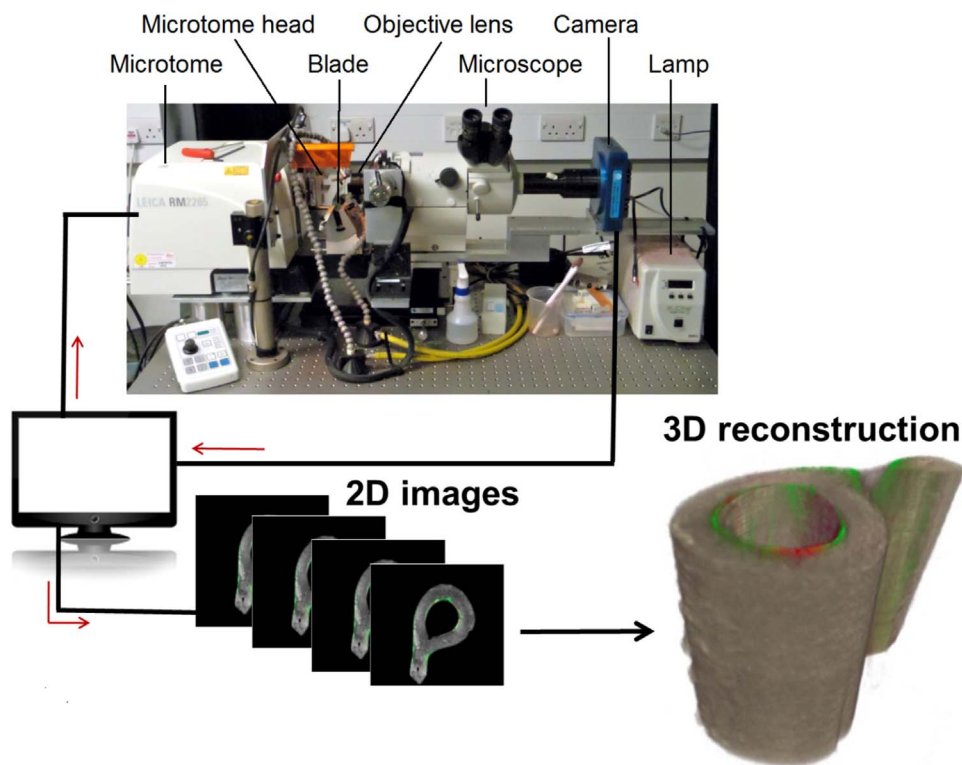 Microtome head
Objective lens
Camera
Microtome
Blade
Microscope
Lamp
LEICA RM2265
2D images
3D reconstruction